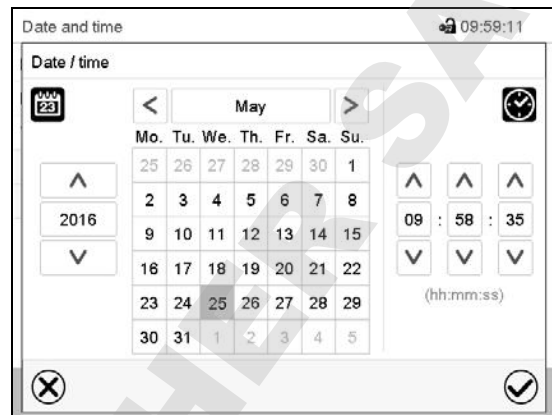 Date and time 09:59:11
Date / time
23
< May >
Mo. Tu. We. Th. Fr. Sa. Su.
25 26 27 28 29 30 1
2 3 4 5 6 7 8
2016 09 : 58 : 35
9 10 11 12 13 14 15
16 17 18 19 20 21 22
(hh:mm:ss)
23 24 25 26 27 28 29
30 31 1 2 3 4 5
HER SA